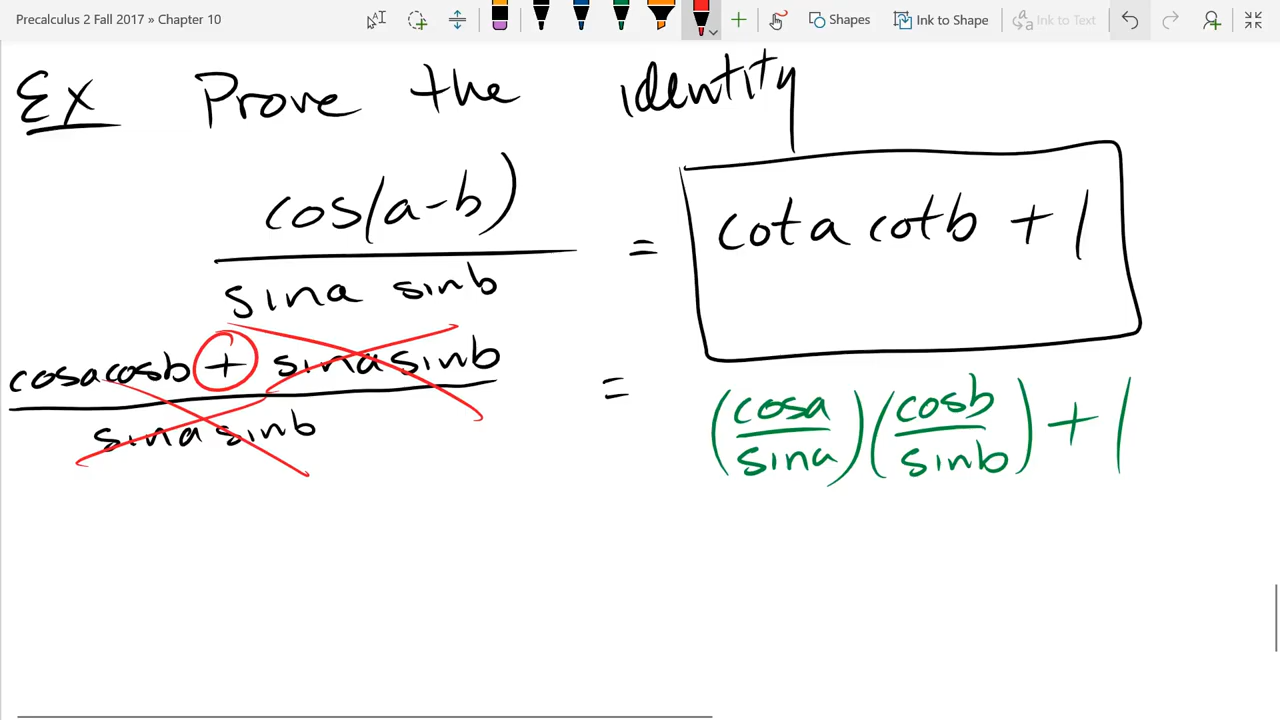 Precalculus 2 Fall 2017 » Chapter 10
Shapes Ink to Shape Ink to Text
Ex Prove the identity
cos(a-b)
sina sinb
= cota cotb + 1
cosacosb + sinasinb
sinasinb
= (cosa/sina)(cosb/sinb) + 1